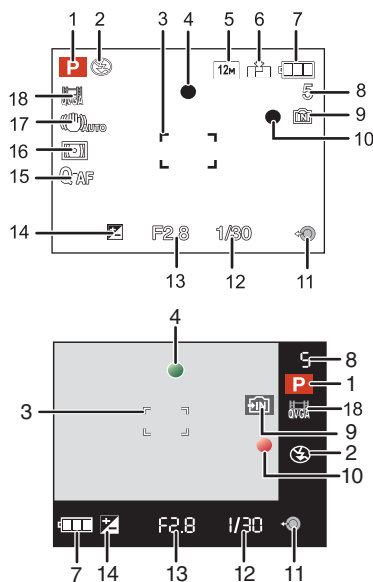 3 4 5 6 7
1 2
P 12M
5 8
18 QVGA
IN 9
17 AUTO
10
16
15 Q-AF
14 F2.8 1/30
13 12 11
4
5 8
P 1
3 IN QVGA 18
9 2
10
F2.8 1/30
7 14 13 12 11